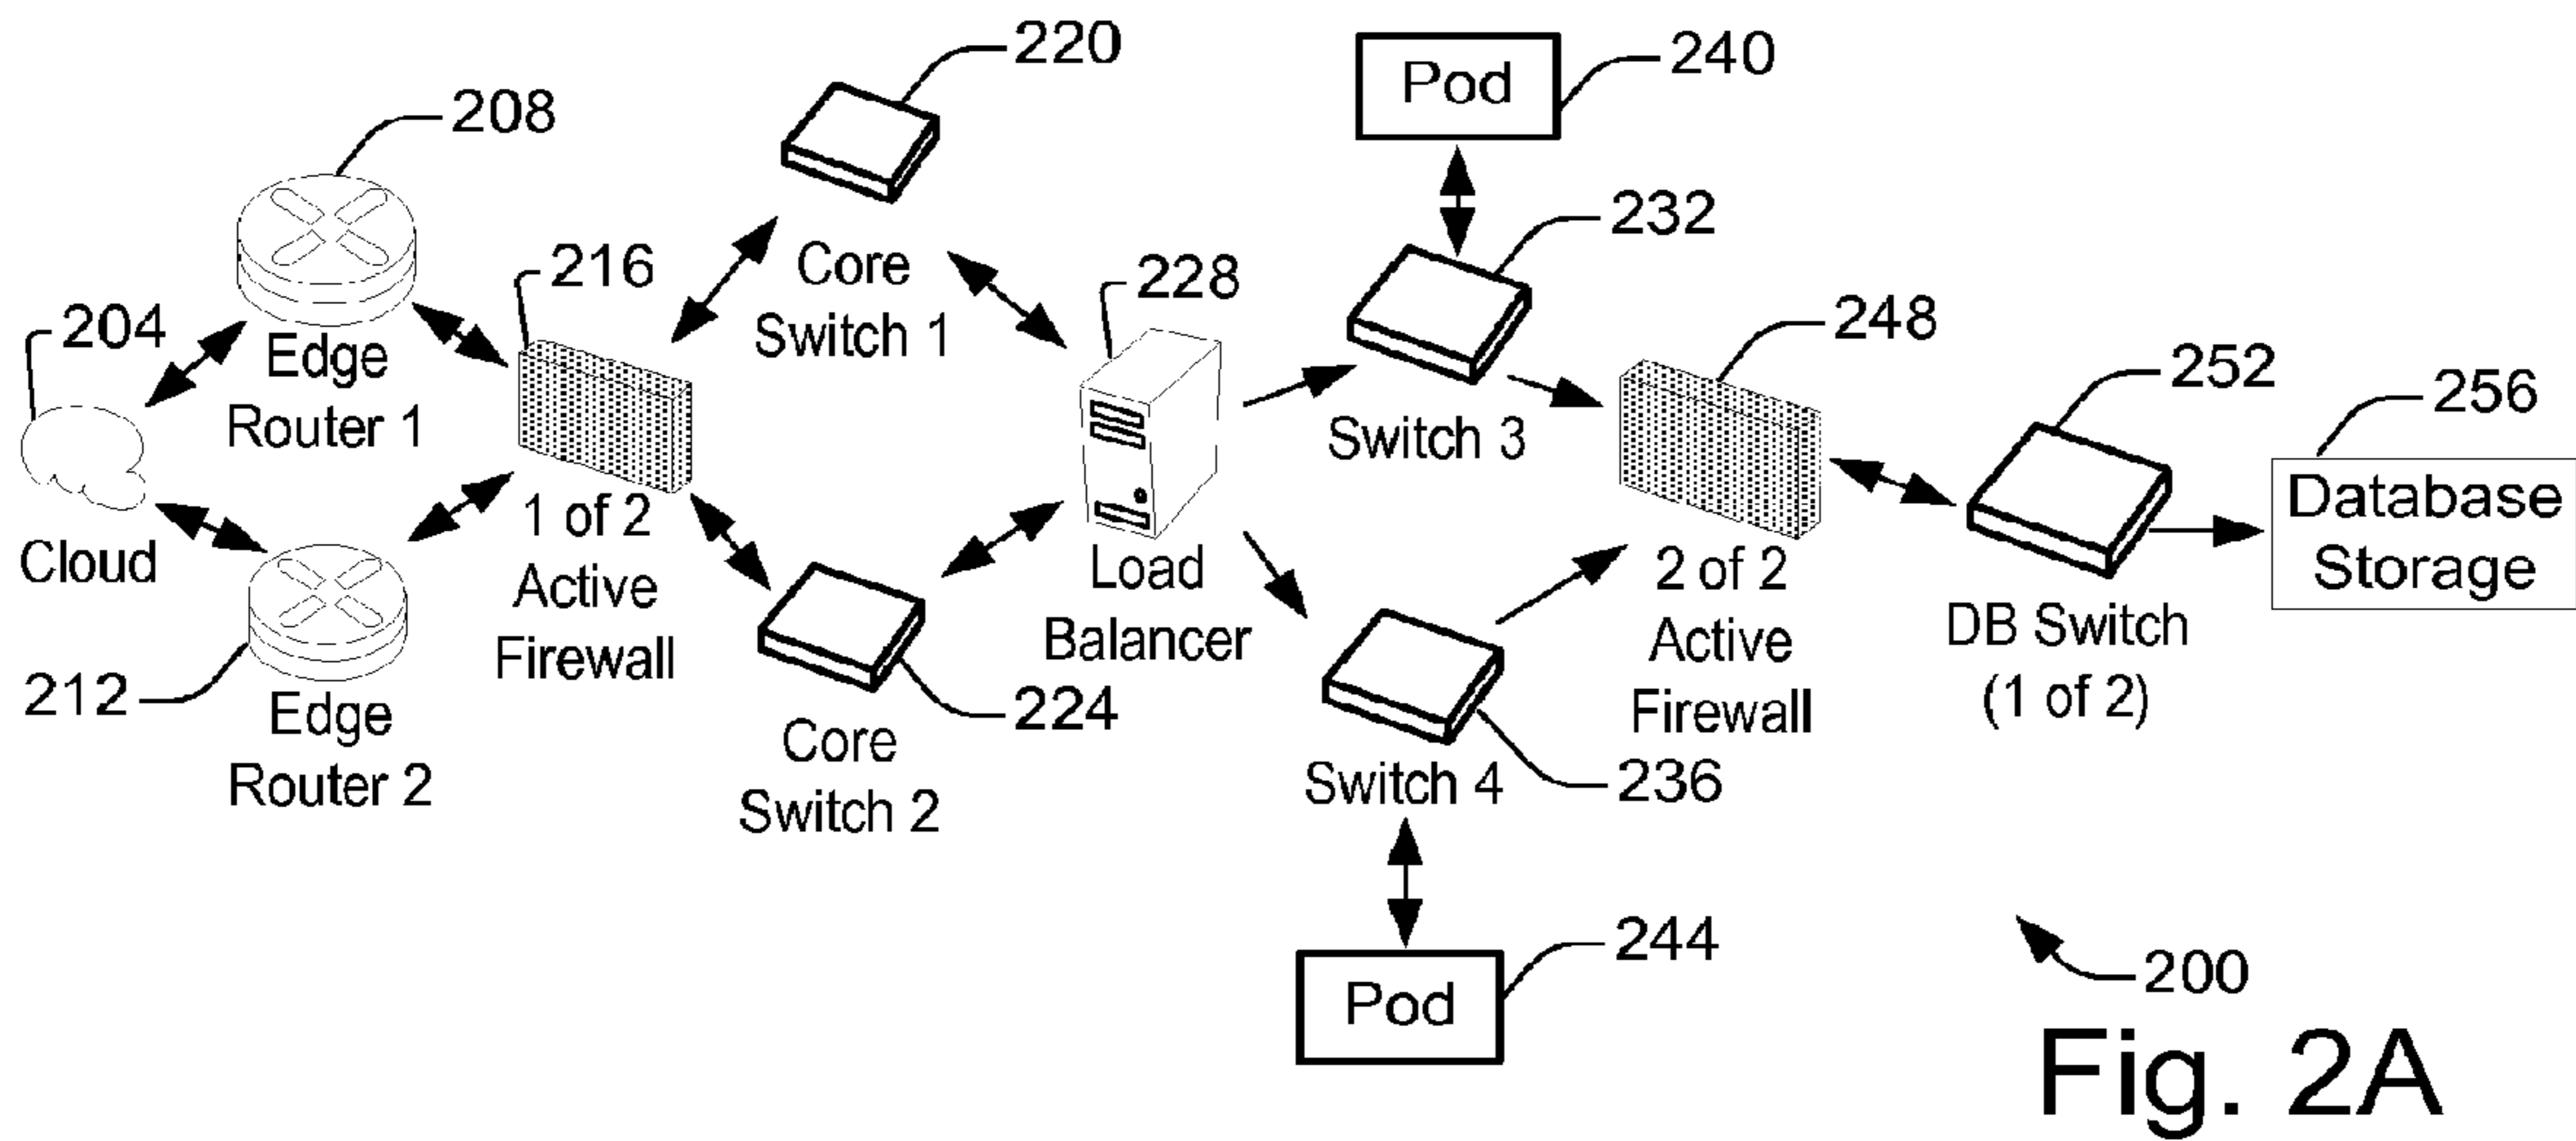 220
240
Pod
208
232
216
Core
Switch 1
228
248
204
Edge
Router 1
252
256
Switch 3
Database
Storage
Cloud
1 of 2
Active
Firewall
Load
Balancer
2 of 2
Active
Firewall
DB Switch
(1 of 2)
212
Edge
Router 2
224
Core
Switch 2
Switch 4
236
244
Pod
200
Fig. 2A